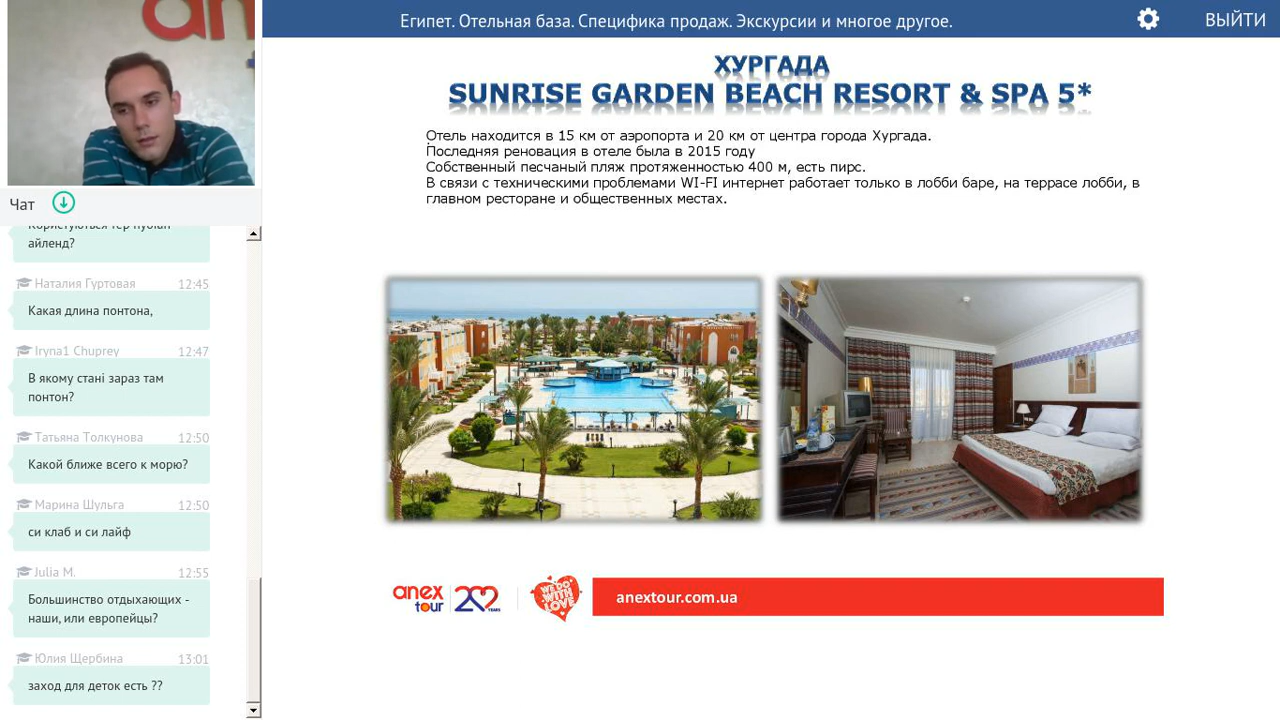 Египет. Отельная база. Специфика продаж. Экскурсии и многое другое.
ВЫЙТИ
Чат
айленд?
Наталия Гуртовая 12:45
Какая длина понтона,
Iryna1 Chuprey 12:47
В якому стані зараз там
понтон?
Татьяна Толкунова 12:50
Какой ближе всего к морю?
Марина Шульга 12:50
си клаб и си лайф
Julia M. 12:55
Большинство отдыхающих -
наши, или европейцы?
Юлия Щербина 13:01
заход для деток есть ??
ХУРГАДА
SUNRISE GARDEN BEACH RESORT & SPA 5*
Отель находится в 15 км от аэропорта и 20 км от центра города Хургада.
Последняя реновация в отеле была в 2015 году
Собственный песчаный пляж протяженностью 400 м, есть пирс.
В связи с техническими проблемами WI-FI интернет работает только в лобби баре, на террасе лобби, в
главном ресторане и общественных местах.
anex
tour
20
YEARS
WE DO
WITH
LOVE
anextour.com.ua